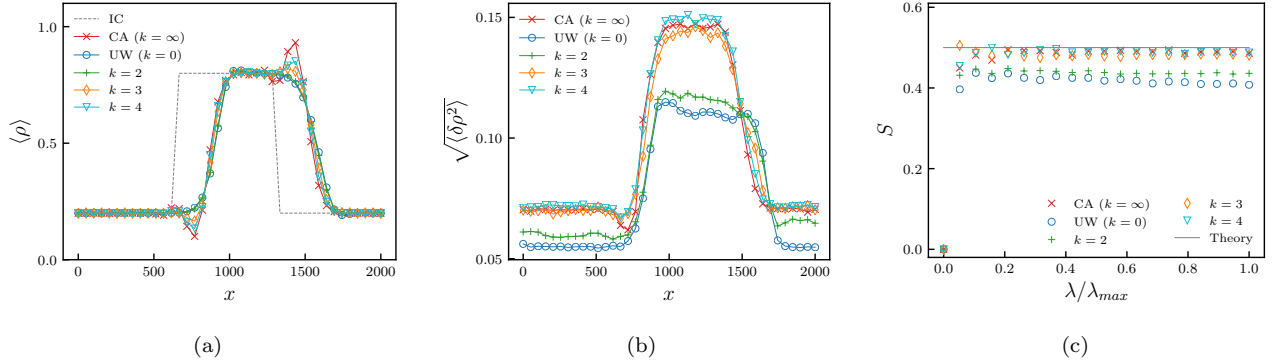 1.0
0.5
0.0
⟨ρ⟩
IC
CA (k = ∞)
UW (k = 0)
k = 2
k = 3
k = 4
0 500 1000 1500 2000
x
(a)
0.15
0.10
0.05
√⟨δρ²⟩
CA (k = ∞)
UW (k = 0)
k = 2
k = 3
k = 4
0 500 1000 1500 2000
x
(b)
0.6
0.4
0.2
0.0
S
CA (k = ∞)
UW (k = 0)
k = 2
k = 3
k = 4
Theory
0.0 0.2 0.4 0.6 0.8 1.0
λ/λmax
(c)